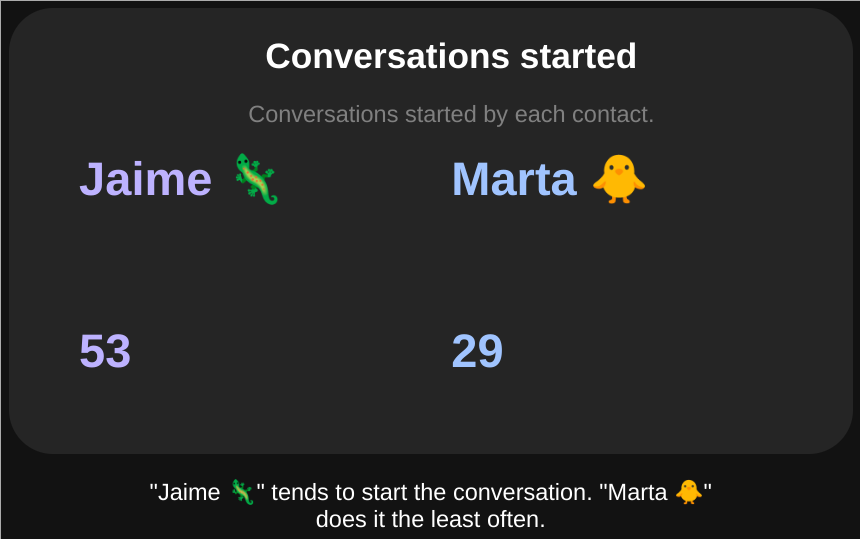 Conversations started
Conversations started by each contact.
Jaime 🦎 Marta 🐥
53 29
"Jaime 🦎" tends to start the conversation. "Marta 🐥"
does it the least often.